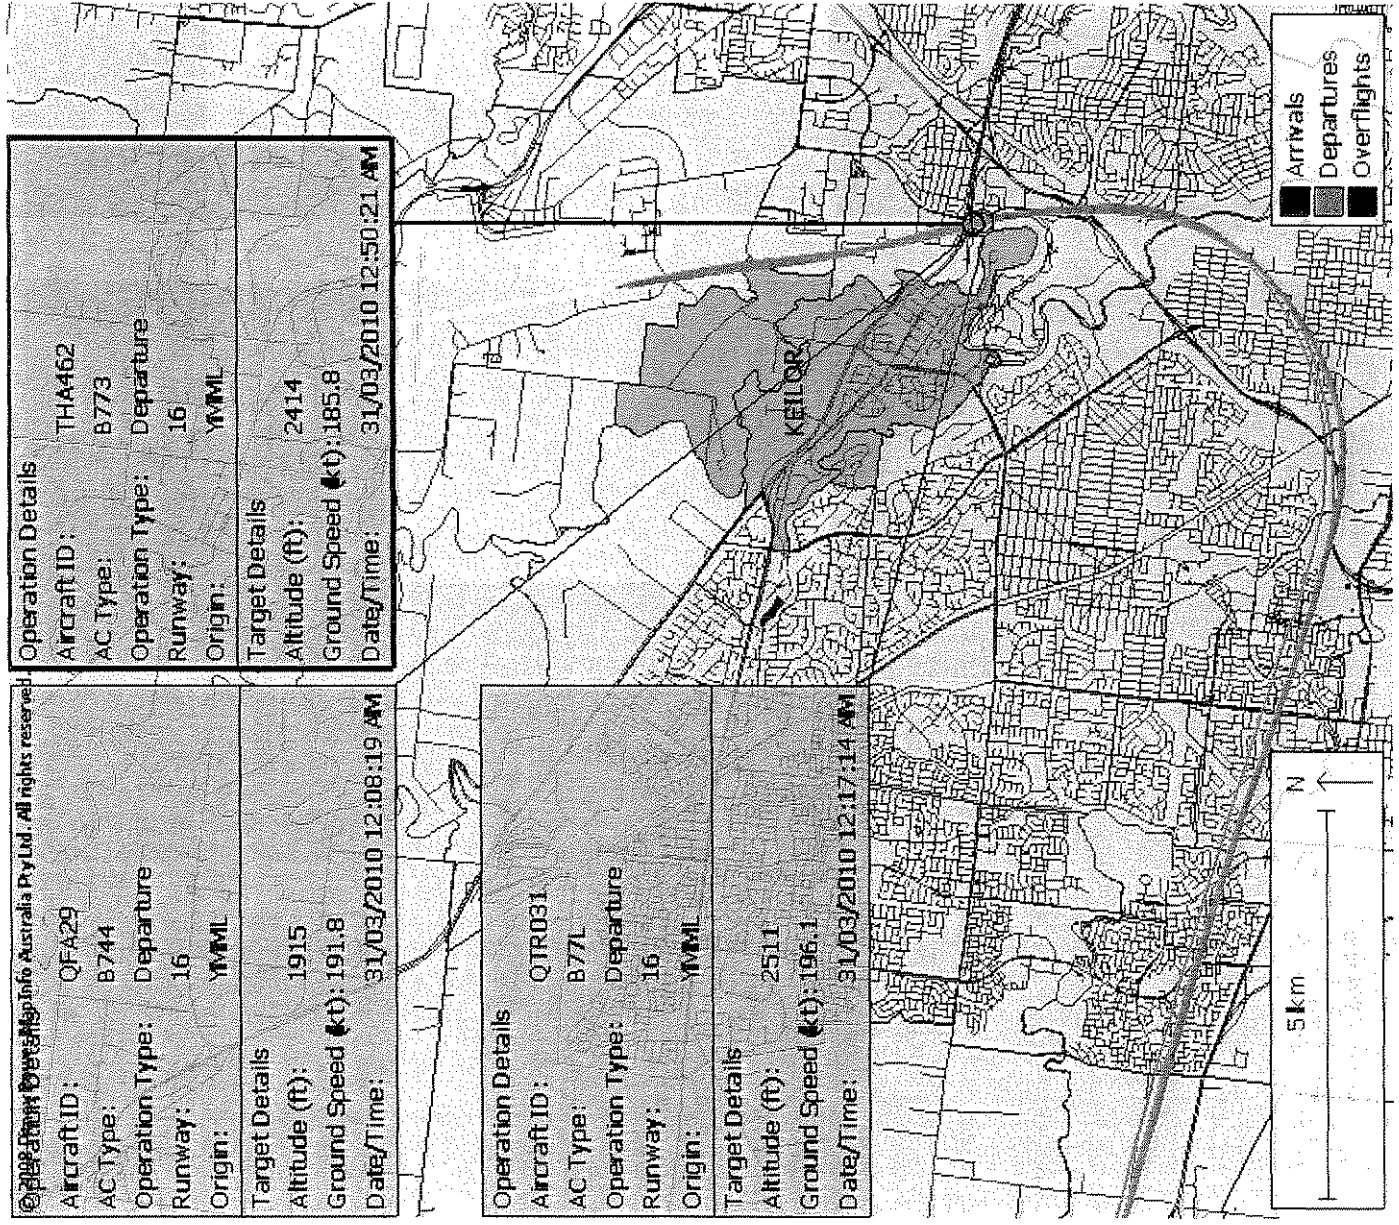 Operation Details
Aircraft ID: QFA29
AC Type: B744
Operation Type: Departure
Runway: 16
Origin: YMML
Target Details
Altitude (ft): 1915
Ground Speed (kt): 191.8
Date/Time: 31/03/2010 12:08:19 AM
MapInfo Australia Pty Ltd. All rights reserved.
Operation Details
Aircraft ID: THA462
AC Type: B773
Operation Type: Departure
Runway: 16
Origin: YMML
Target Details
Altitude (ft): 2414
Ground Speed (kt): 185.8
Date/Time: 31/03/2010 12:50:21 AM
Operation Details
Aircraft ID: QTR031
AC Type: B77L
Operation Type: Departure
Runway: 16
Origin: YMML
Target Details
Altitude (ft): 2511
Ground Speed (kt): 196.1
Date/Time: 31/03/2010 12:17:14 AM
KEILOR
5 km
N
Arrivals
Departures
Overflights